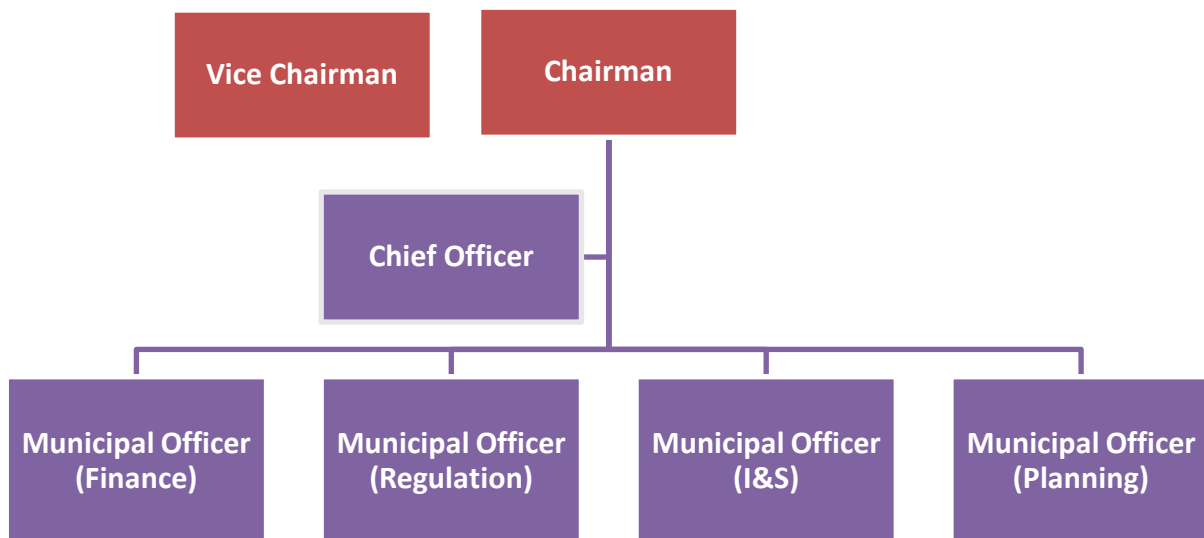 Vice Chairman
Chairman
Chief Officer
Municipal Officer
(Finance)
Municipal Officer
(Regulation)
Municipal Officer
(I&S)
Municipal Officer
(Planning)